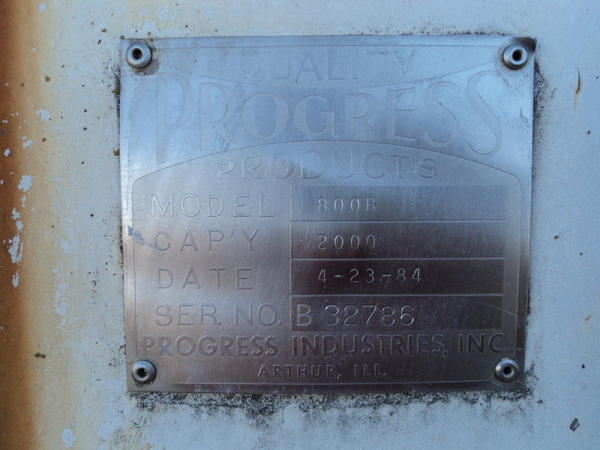 QUALITY
PROGRESS
PRODUCTS
MODEL 800B
CAP'Y 2000
DATE 4-23-84
SER. NO. B 32786
PROGRESS INDUSTRIES, INC.
ARTHUR, ILL.